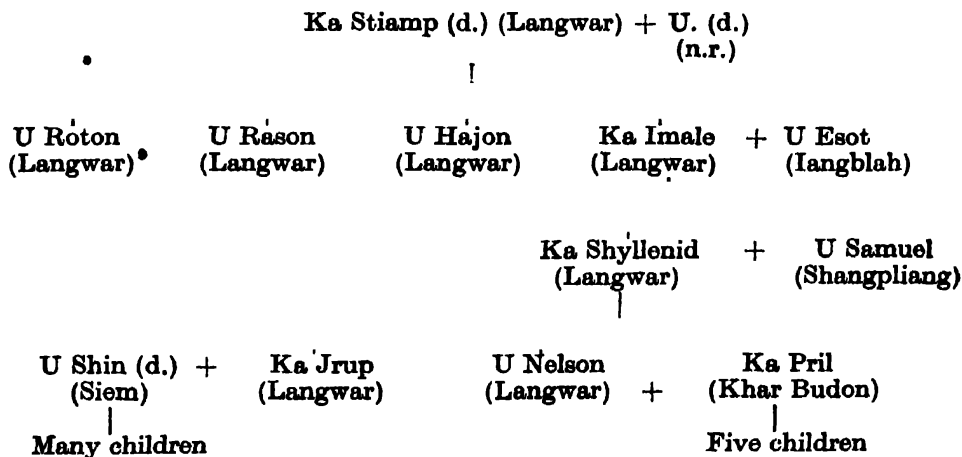 Ka Stiamp (d.) (Langwar) + U. (d.)
(n.r.)
U Roton U Rason U Hajon Ka Imale + U Esot
(Langwar) (Langwar) (Langwar) (Langwar) (Iangblah)
Ka Shyllenid + U Samuel
(Langwar) (Shangpliang)
U Shin (d.) + Ka Jrup U Nelson Ka Pril
(Siem) (Langwar) (Langwar) + (Khar Budon)
Many children Five children